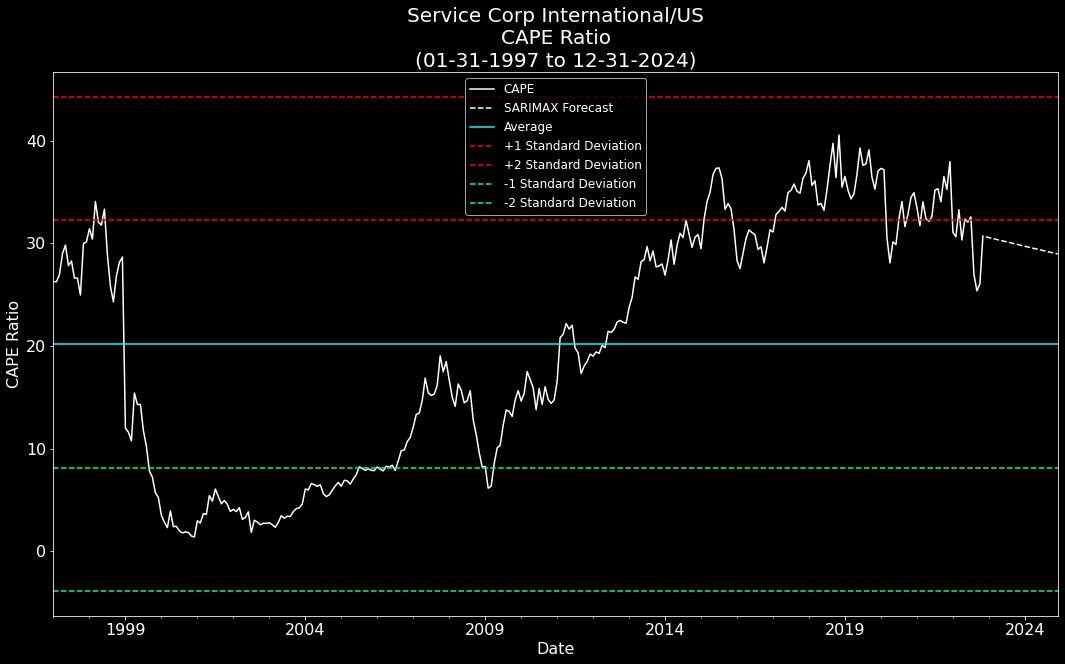 Service Corp International/US
CAPE Ratio
(01-31-1997 to 12-31-2024)
CAPE
SARIMAX Forecast
Average
+1 Standard Deviation
+2 Standard Deviation
-1 Standard Deviation
-2 Standard Deviation
CAPE Ratio
40
30
20
10
0
1999
2004
2009
2014
2019
2024
Date